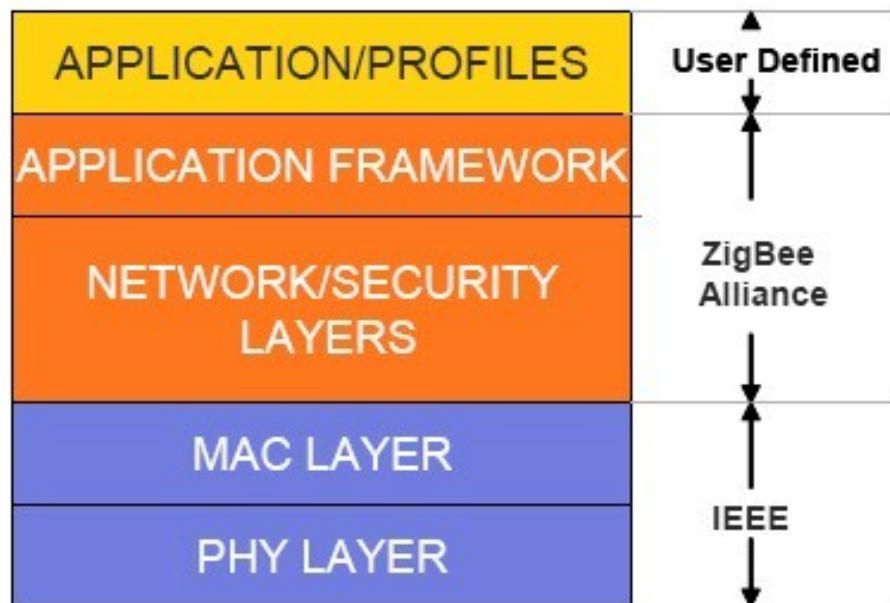 APPLICATION/PROFILES
User Defined
APPLICATION FRAMEWORK
NETWORK/SECURITY
LAYERS
ZigBee
Alliance
MAC LAYER
PHY LAYER
IEEE